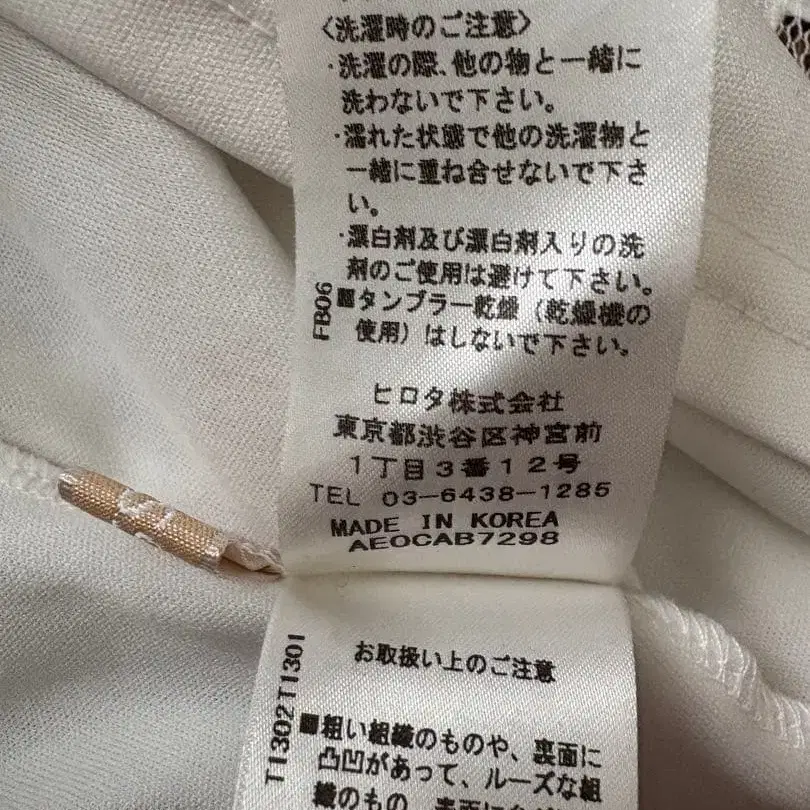 〈洗濯時のご注意〉
・洗濯の際、他の物と一緒に
洗わないで下さい。
・濡れた状態で他の洗濯物と
一緒に重ね合せないで下さ
い。
・漂白剤及び漂白剤入りの洗
剤のご使用は避けて下さい。
■タンブラー乾燥(乾燥機の
使用)はしないで下さい。
FB06
ヒロタ株式会社
東京都渋谷区神宮前
1丁目3番12号
TEL 03-6438-1285
MADE IN KOREA
AEOCAB7298
T1302T1301
お取扱い上のご注意
■粗い組織のものや、裏面に
凸凹があって、ルーズな組
織のもの